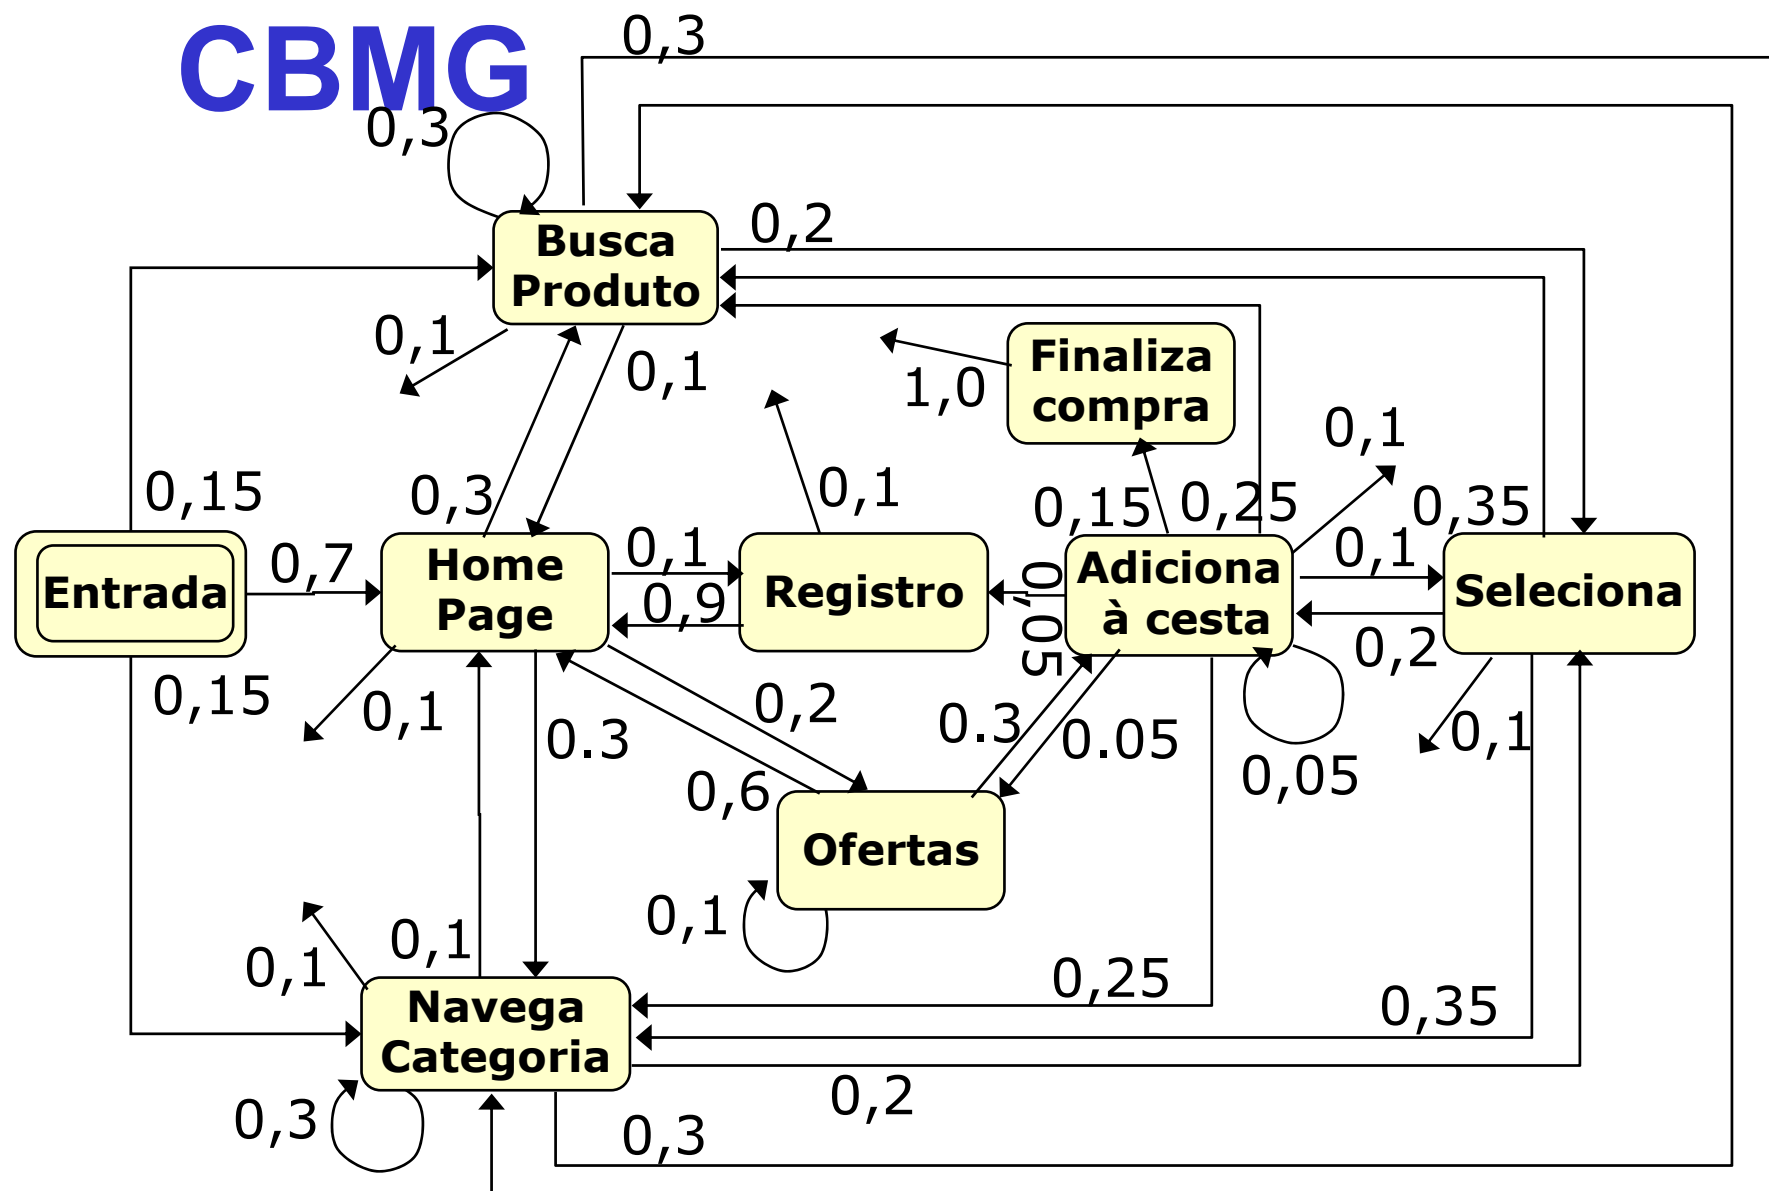 CBMG
0,3
0,3
Busca
Produto
0,2
0,1
0,1
Finaliza
compra
1,0
0,1
0,15
0,3
0,1
0,15
0,25
0,1
0,35
Entrada
0,7
Home
Page
0,1
0,9
Registro
0,05
Adiciona
à cesta
0,1
0,2
Seleciona
0,15
0,1
0.3
0,2
0,6
0.3
0.05
0,05
0,1
Ofertas
0,1
0,1
0,1
Navega
Categoria
0,25
0,35
0,2
0,3
0,3